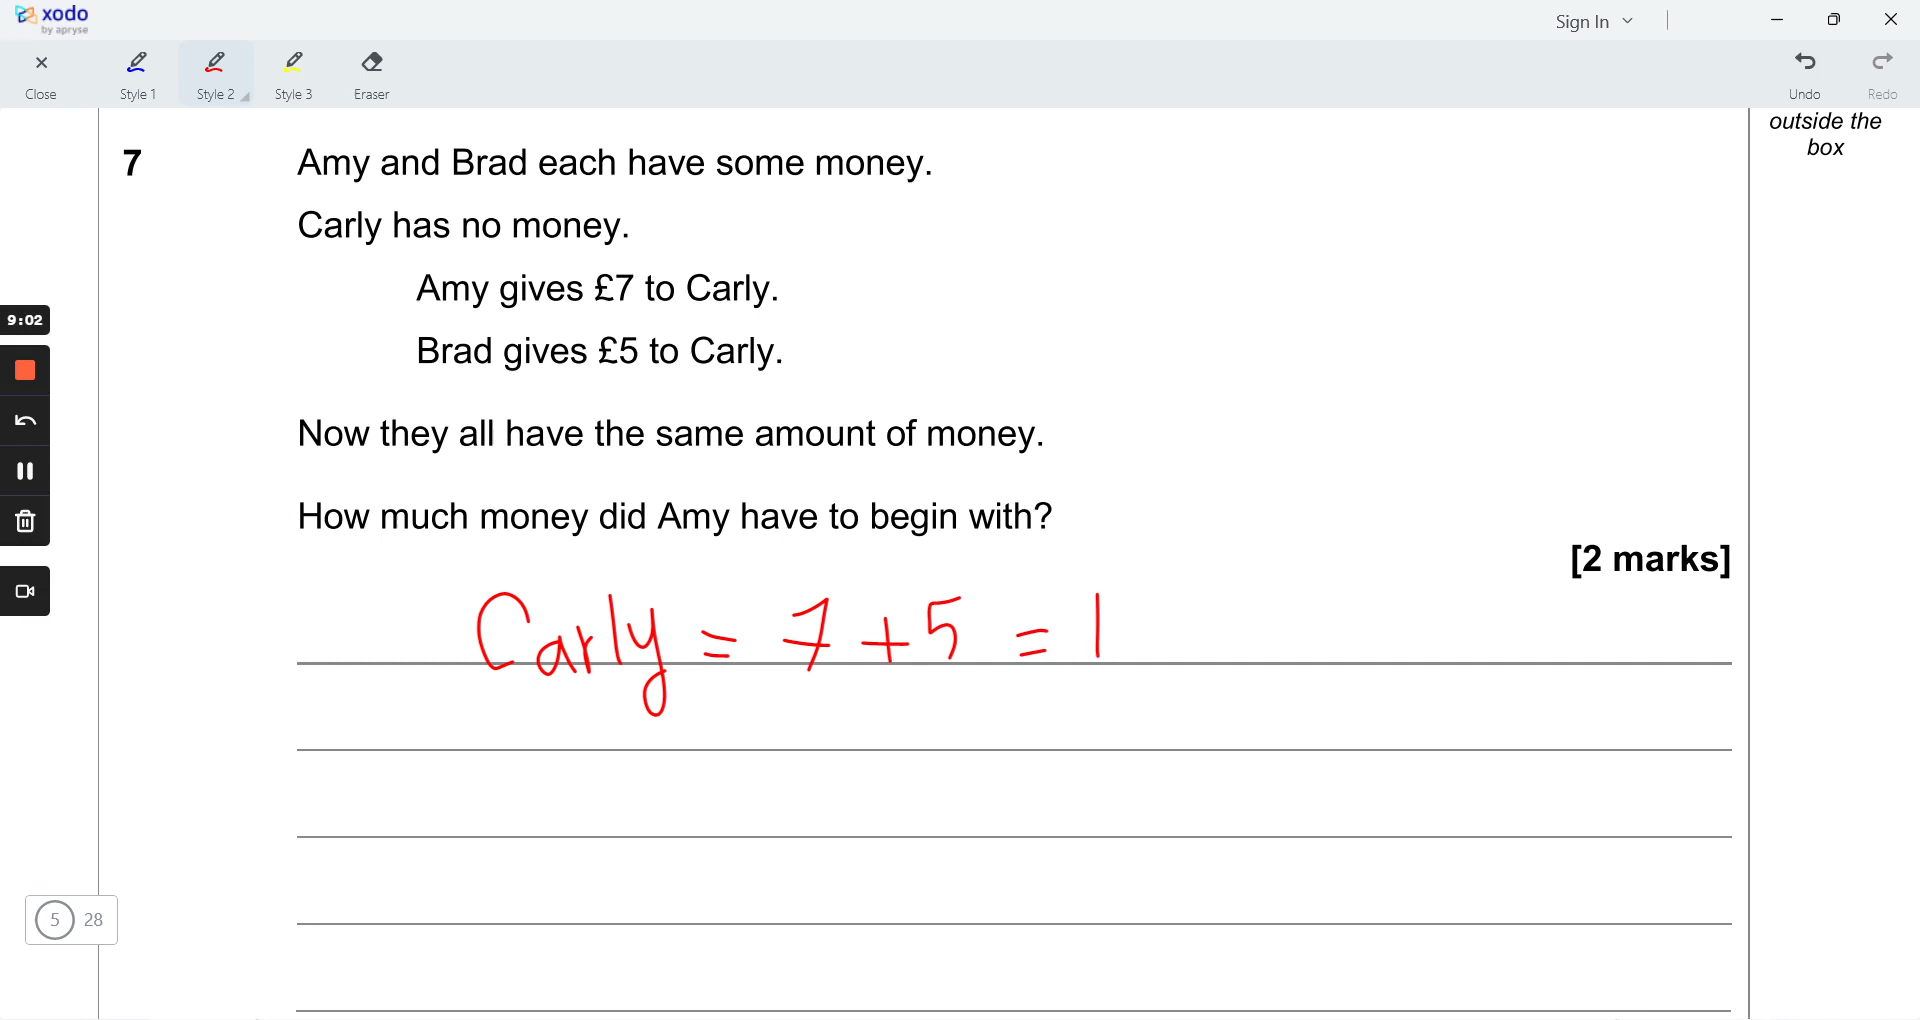 xodo
by apryse
Sign In
Close
Style 1
Style 2
Style 3
Eraser
Undo
Redo
outside the
box
7 Amy and Brad each have some money.
Carly has no money.
Amy gives £7 to Carly.
9:02
Brad gives £5 to Carly.
Now they all have the same amount of money.
How much money did Amy have to begin with?
[2 marks]
Carly = 7 + 5 = 1
5 28